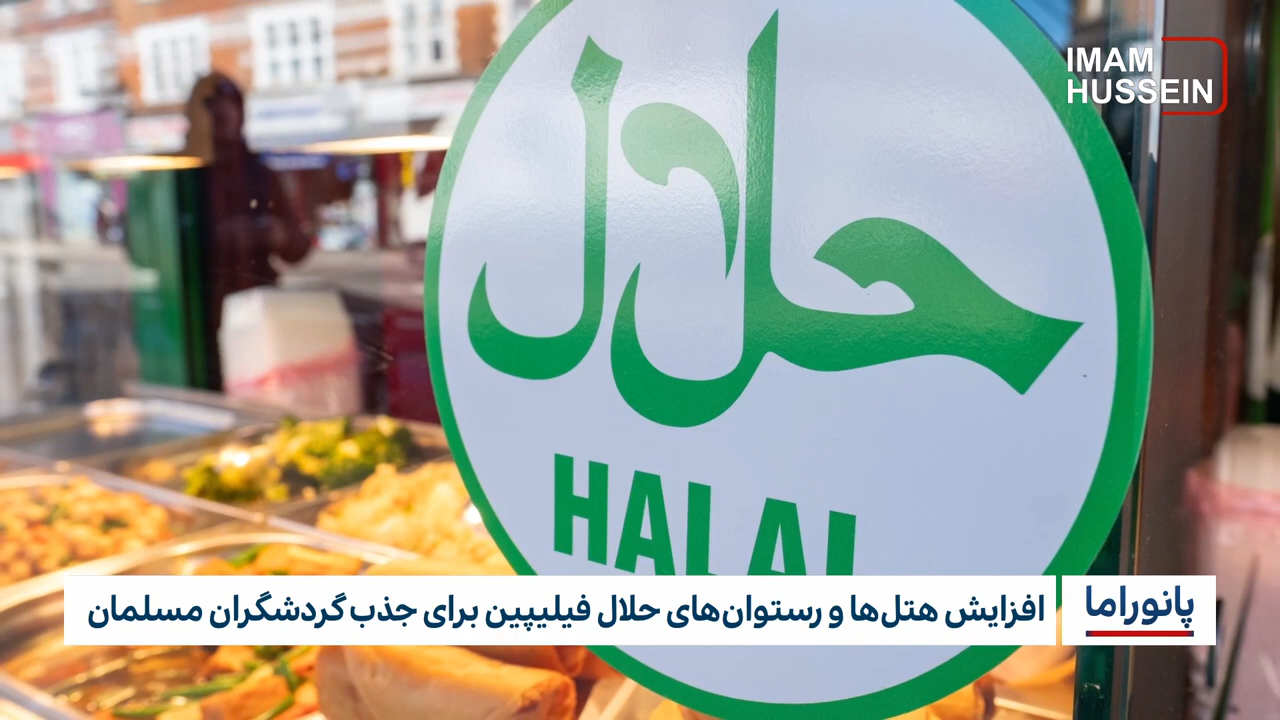 IMAM
HUSSEIN
حلال
HALAL
پانوراما
افزایش هتل‌ها و رستوان‌های حلال فیلیپین برای جذب گردشگران مسلمان